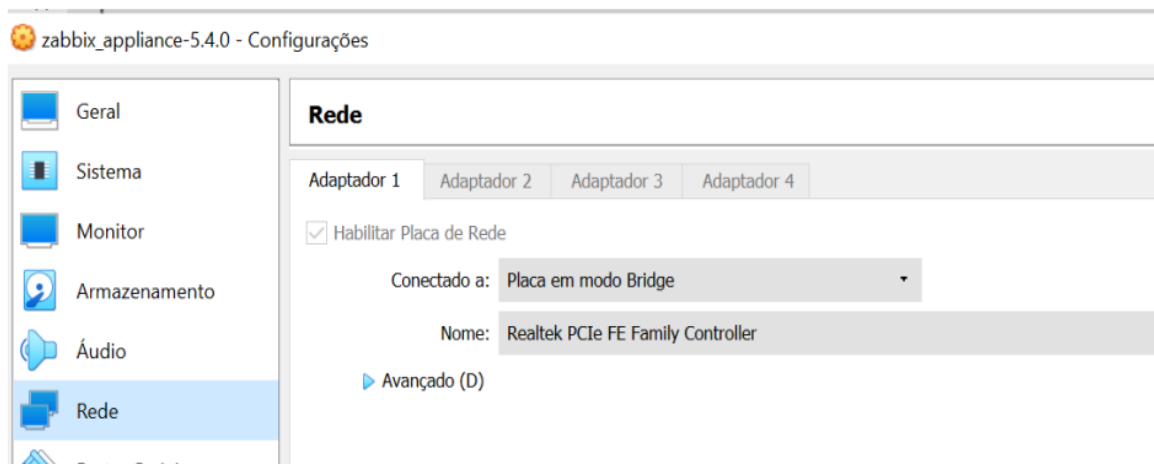 zabbix_appliance-5.4.0 - Configurações
Geral
Sistema
Monitor
Armazenamento
Áudio
Rede
Rede
Adaptador 1 Adaptador 2 Adaptador 3 Adaptador 4
Habilitar Placa de Rede
Conectado a: Placa em modo Bridge
Nome: Realtek PCIe FE Family Controller
Avançado (D)